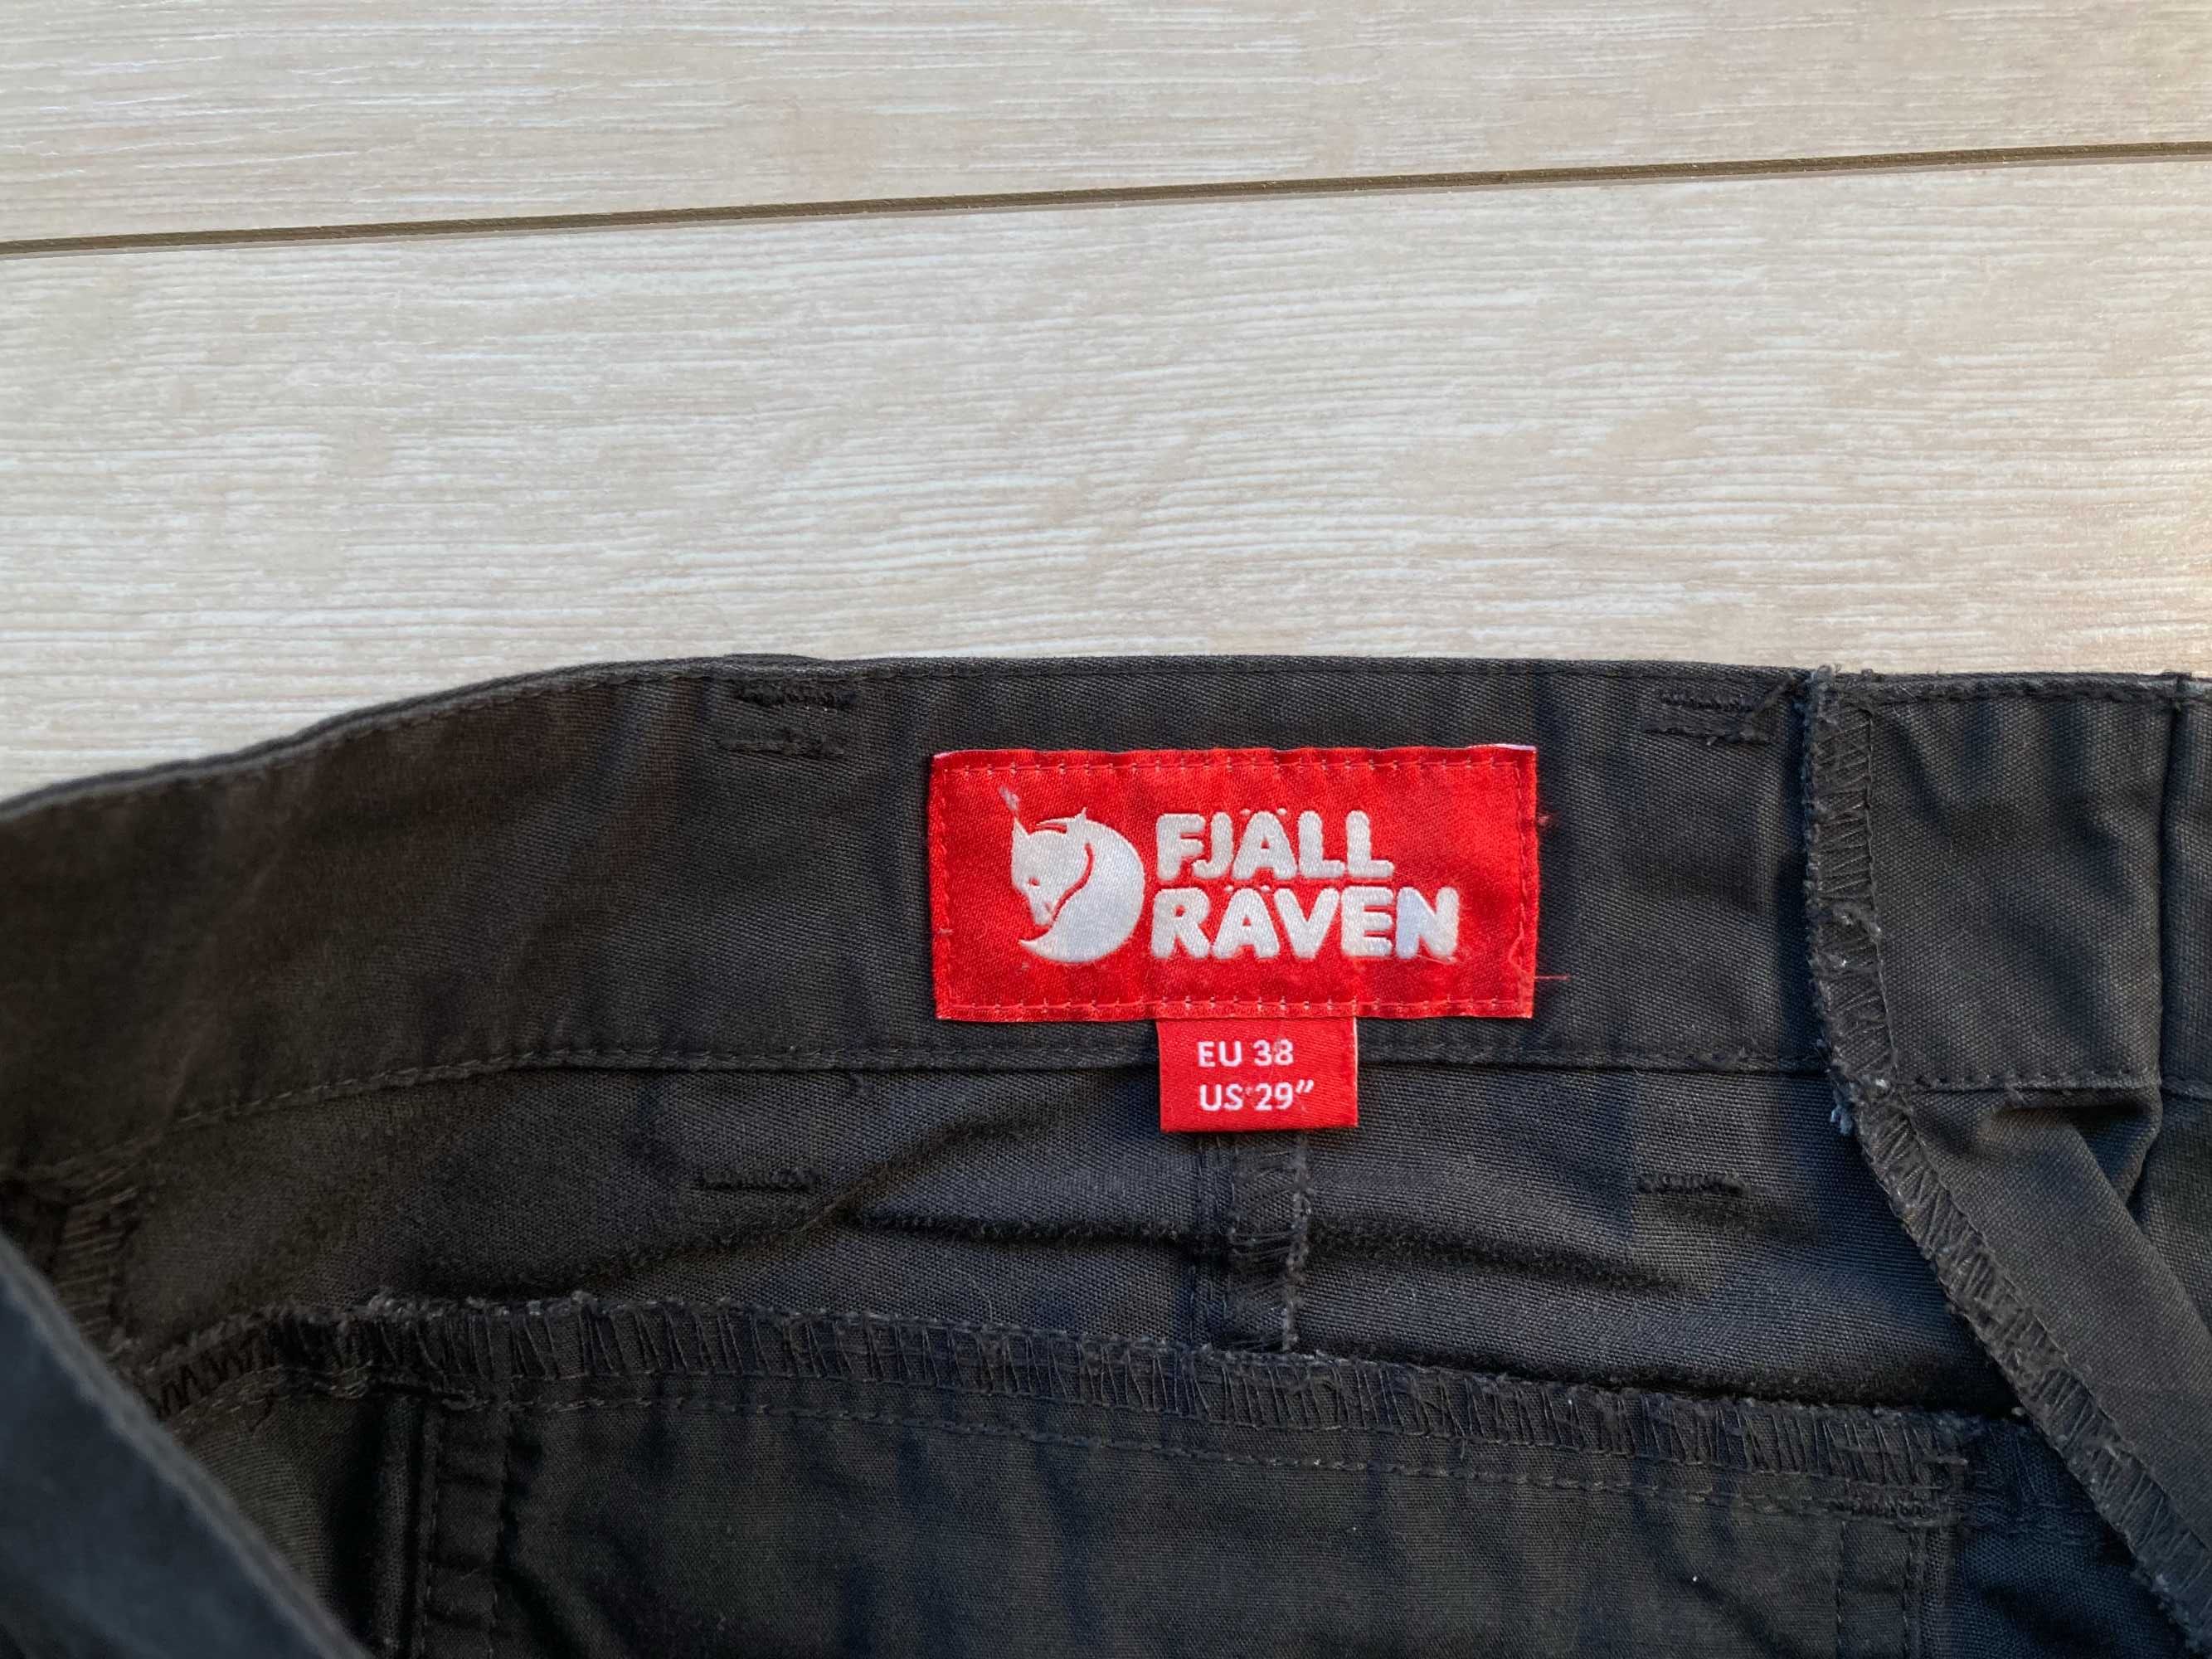 FJÄLL
RÄVEN
EU 38
US 29”